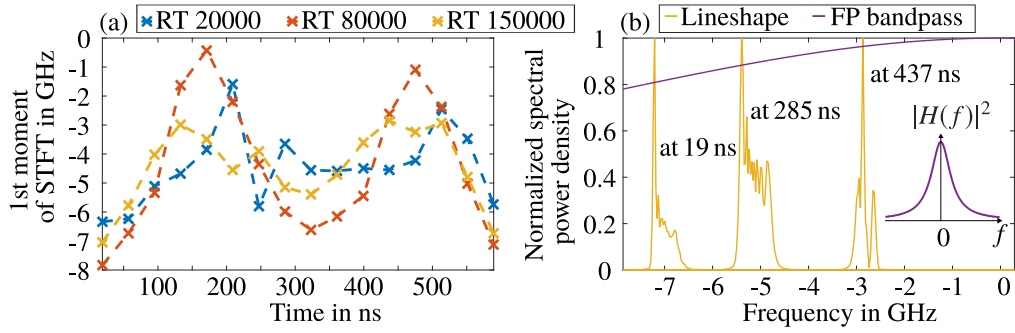 (a) RT 20000 RT 80000 RT 150000
0
-1
-2
-3
-4
-5
-6
-7
-8
1st moment
of STFT in GHz
100 200 300 400 500
Time in ns
(b) Lineshape FP bandpass
1
0.8
0.6
0.4
0.2
0
Normalized spectral
power density
at 437 ns
at 285 ns
at 19 ns
|H(f)|²
0 f
-7 -6 -5 -4 -3 -2 -1 0
Frequency in GHz